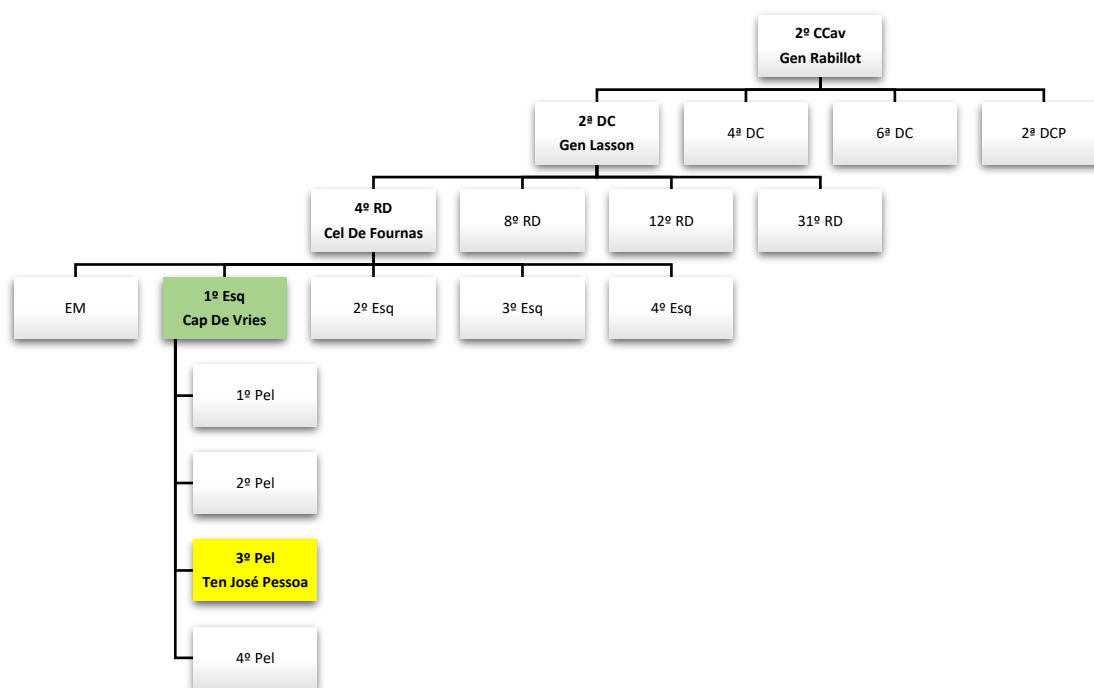 2º CCav
Gen Rabillot
2ª DC
Gen Lasson
4ª DC
6ª DC
2ª DCP
4º RD
Cel De Fournas
8º RD
12º RD
31º RD
EM
1º Esq
Cap De Vries
2º Esq
3º Esq
4º Esq
1º Pel
2º Pel
3º Pel
Ten José Pessoa
4º Pel